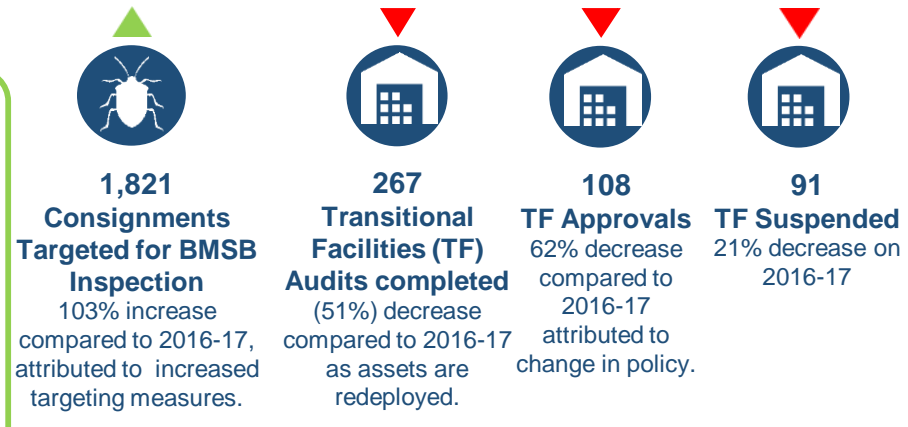 1,821
Consignments
Targeted for BMSB
Inspection
103% increase
compared to 2016-17,
attributed to increased
targeting measures.
267
Transitional
Facilities (TF)
Audits completed
(51%) decrease
compared to 2016-17
as assets are
redeployed.
108
TF Approvals
62% decrease
compared to
2016-17
attributed to
change in policy.
91
TF Suspended
21% decrease on
2016-17